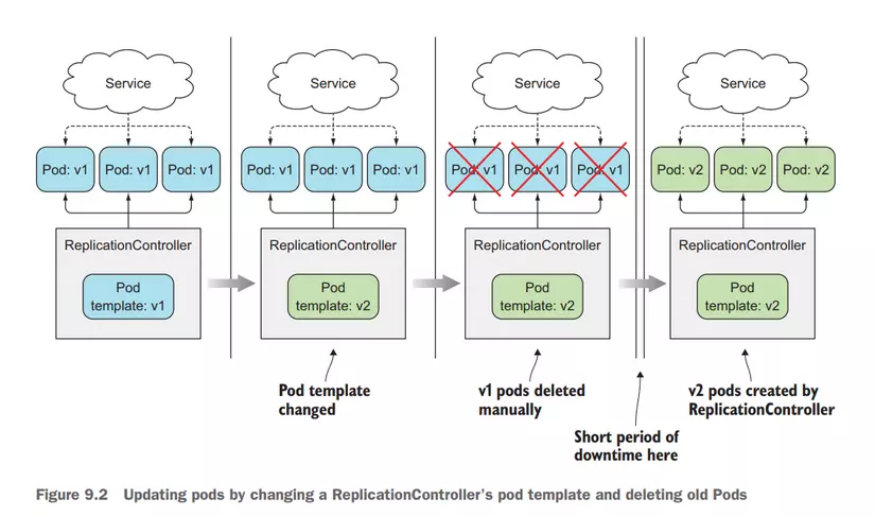 Service
Service
Service
Service
Pod: v1 Pod: v1 Pod: v1
Pod: v1 Pod: v1 Pod: v1
Pod: v1 Pod: v1 Pod: v1
Pod: v2 Pod: v2 Pod: v2
ReplicationController
ReplicationController
ReplicationController
ReplicationController
Pod
template: v1
Pod
template: v2
Pod
template: v2
Pod
template: v2
Pod template
changed
v1 pods deleted
manually
Short period of
downtime here
v2 pods created by
ReplicationController
Figure 9.2 Updating pods by changing a ReplicationController's pod template and deleting old Pods